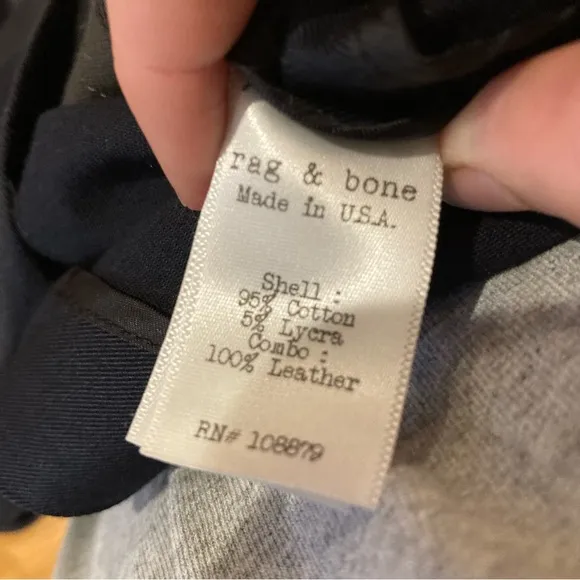 rag & bone
Made in U.S.A.
Shell :
95% Cotton
5% Lycra
Combo :
100% Leather
RN# 108879